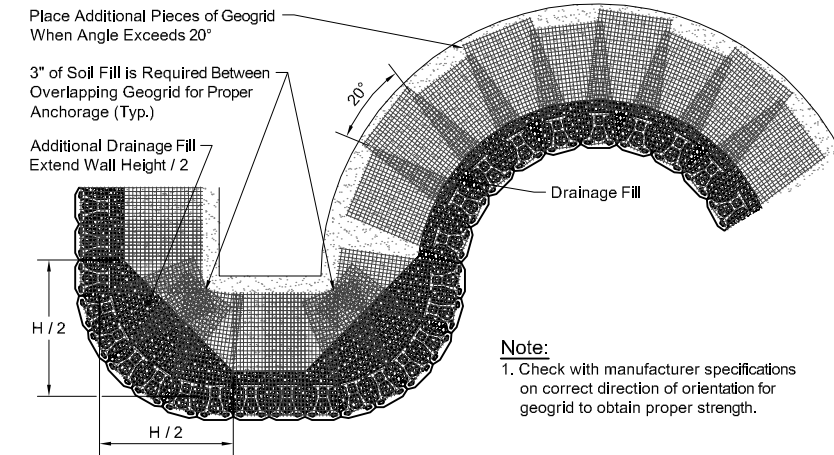 Place Additional Pieces of Geogrid
When Angle Exceeds 20°
3" of Soil Fill is Required Between
Overlapping Geogrid for Proper
Anchorage (Typ.)
Additional Drainage Fill
Extend Wall Height / 2
20°
Drainage Fill
H / 2
H / 2
Note:
1. Check with manufacturer specifications
on correct direction of orientation for
geogrid to obtain proper strength.